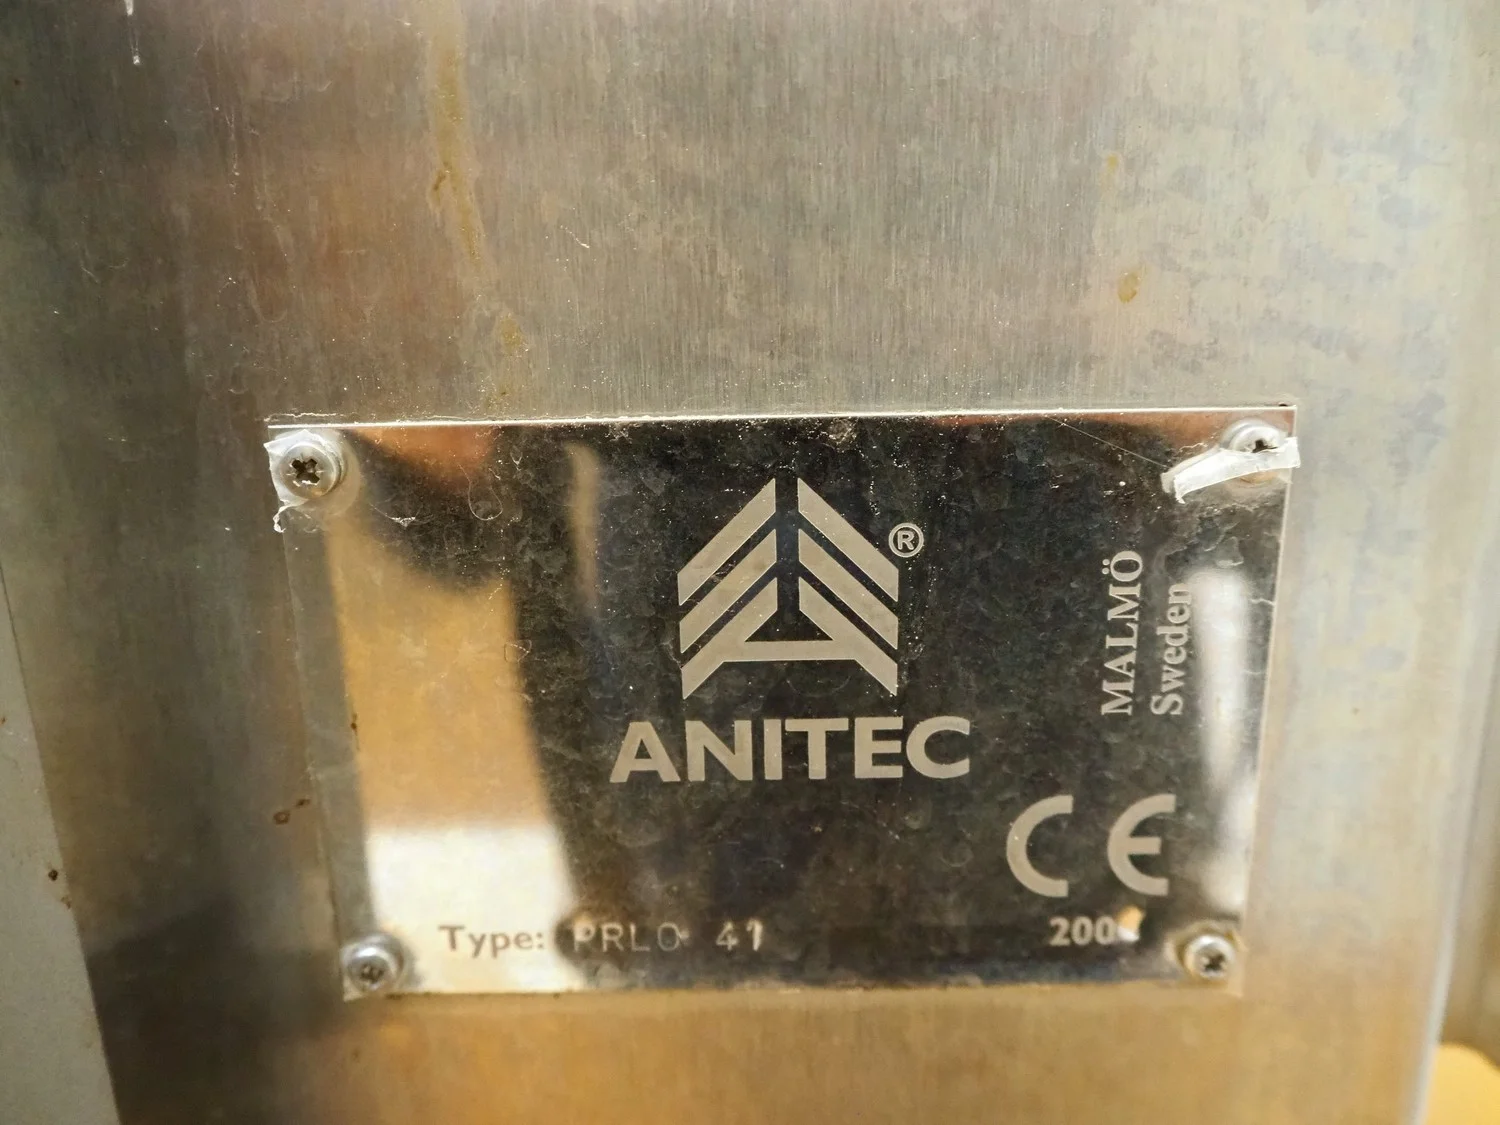 ®
ANITEC
MALMÖ
Sweden
CE
Type: PRLO 41